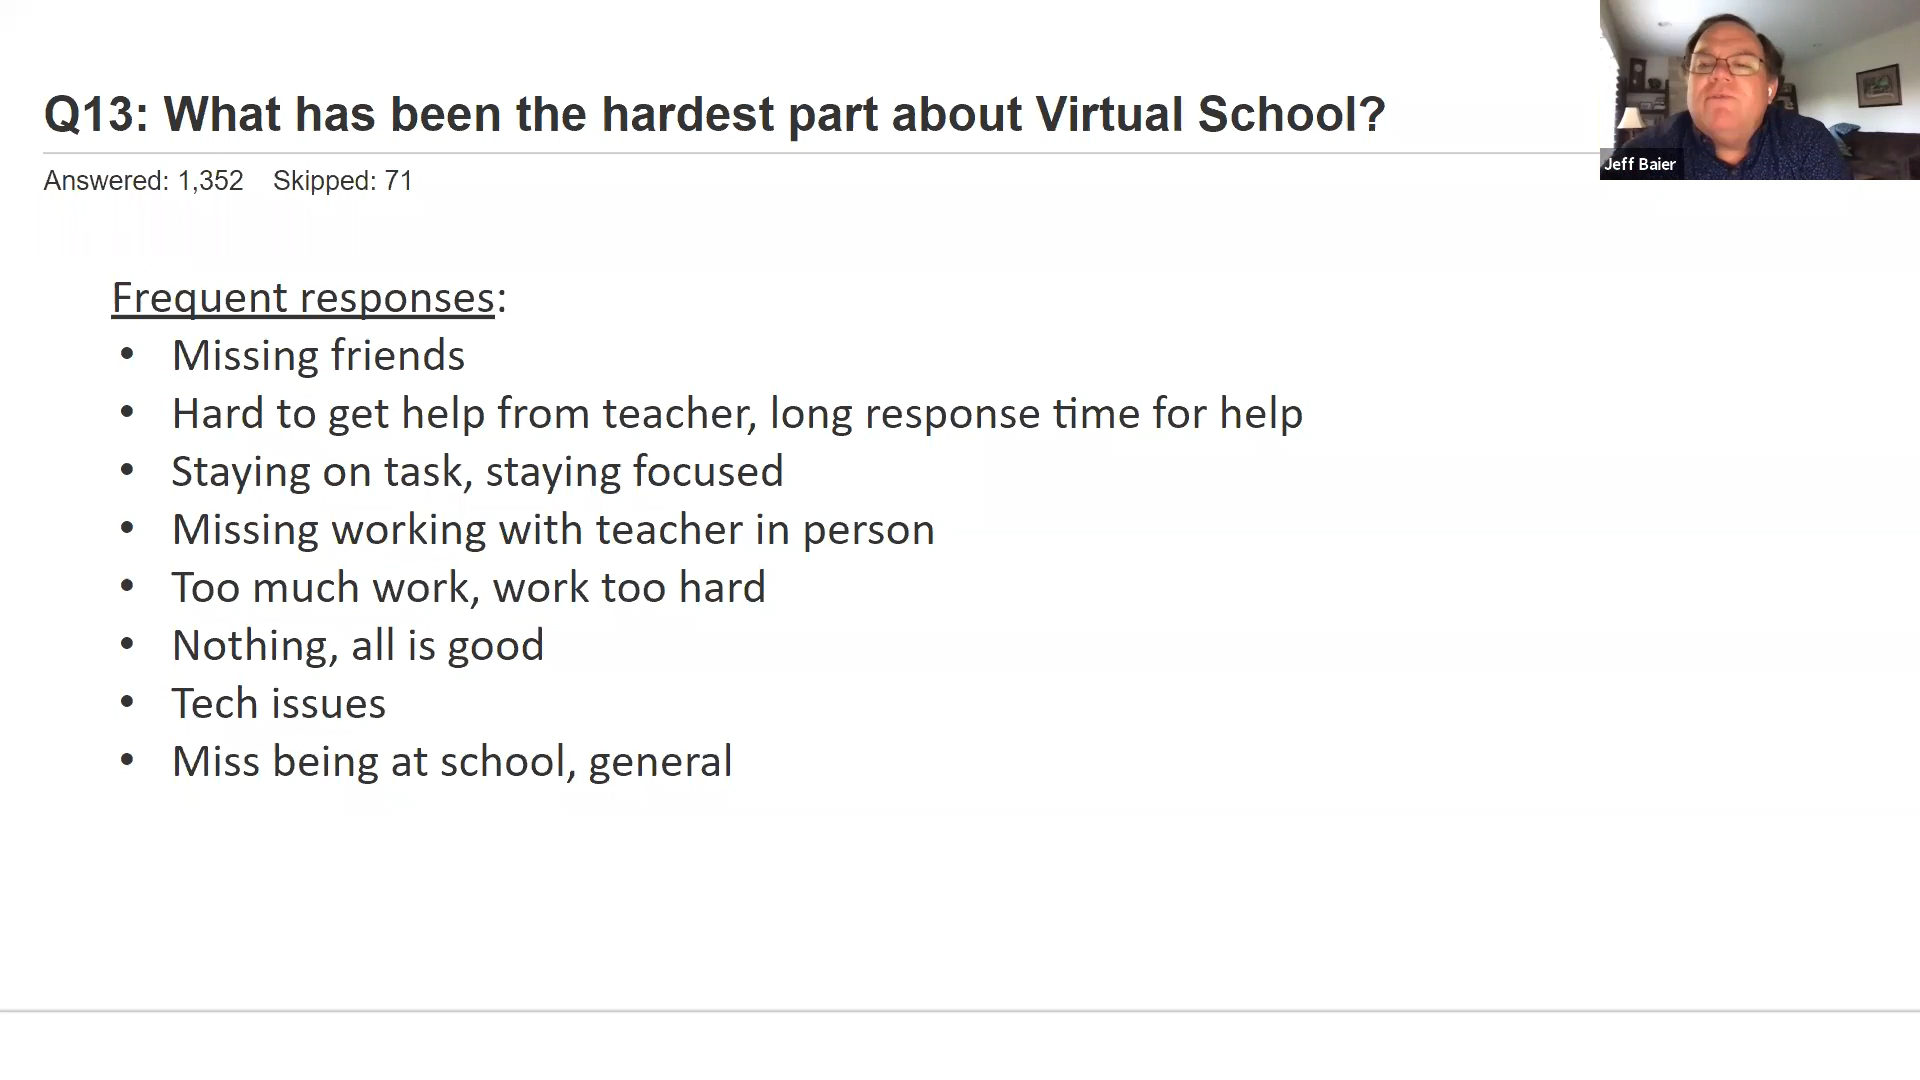 Q13: What has been the hardest part about Virtual School?
Answered: 1,352 Skipped: 71
Jeff Baier
Frequent responses:
• Missing friends
• Hard to get help from teacher, long response time for help
• Staying on task, staying focused
• Missing working with teacher in person
• Too much work, work too hard
• Nothing, all is good
• Tech issues
• Miss being at school, general